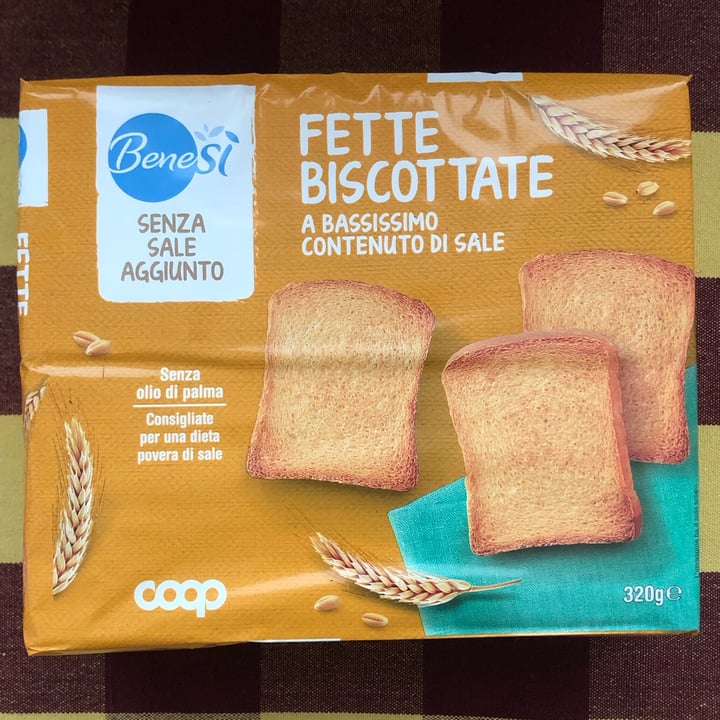 BeneSì
SENZA
SALE
AGGIUNTO
FETTE
BISCOTTATE
A BASSISSIMO
CONTENUTO DI SALE
FETTE
Senza
olio di palma
Consigliate
per una dieta
povera di sale
coop
320g℮